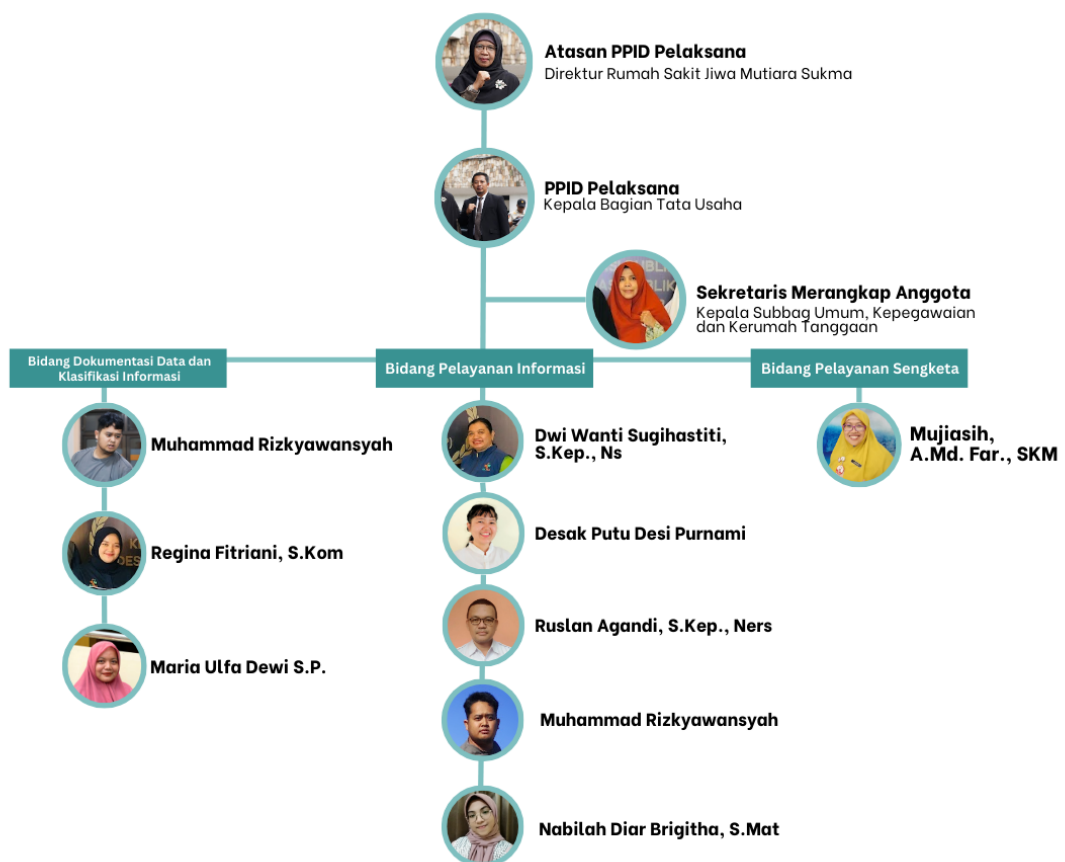 Atasan PPID Pelaksana
Direktur Rumah Sakit Jiwa Mutiara Sukma
PPID Pelaksana
Kepala Bagian Tata Usaha
Sekretaris Merangkap Anggota
Kepala Subbag Umum, Kepegawaian
dan Kerumah Tanggaan
Bidang Dokumentasi Data dan
Klasifikasi Informasi
Muhammad Rizkyawansyah
Regina Fitriani, S.Kom
Maria Ulfa Dewi S.P.
Bidang Pelayanan Informasi
Dwi Wanti Sugihastiti,
S.Kep., Ns
Desak Putu Desi Purnami
Ruslan Agandi, S.Kep., Ners
Muhammad Rizkyawansyah
Nabilah Diar Brigitha, S.Mat
Bidang Pelayanan Sengketa
Mujiasih,
A.Md. Far., SKM